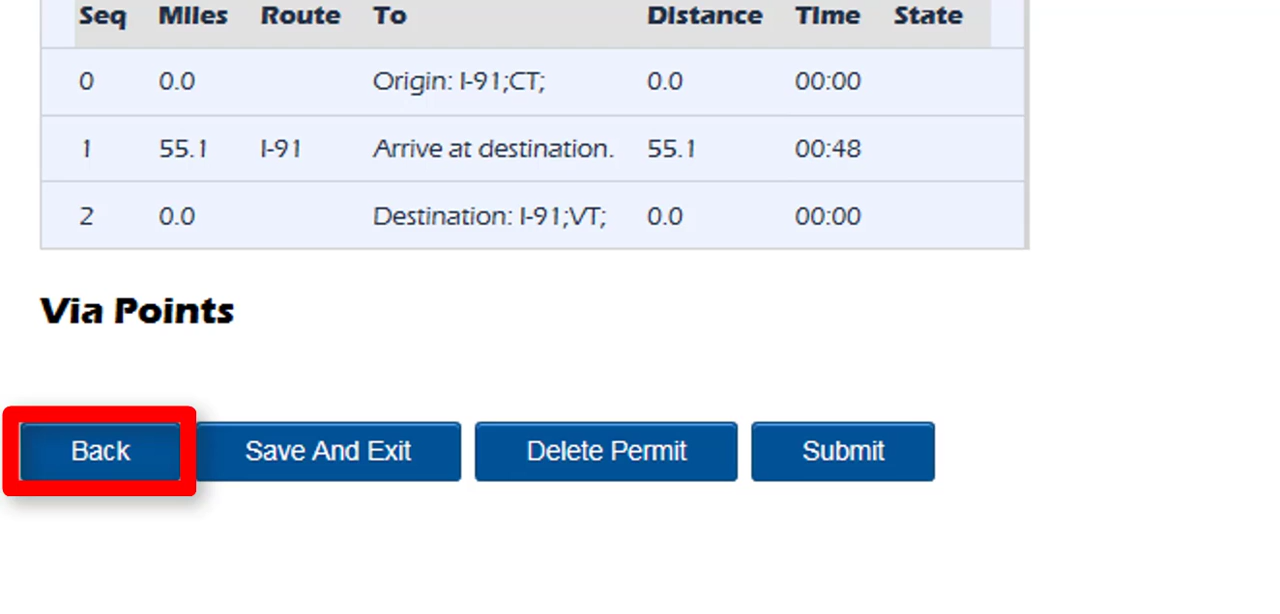 Seq Miles Route To Distance Time State
0 0.0 Origin: I-91;CT; 0.0 00:00
1 55.1 I-91 Arrive at destination. 55.1 00:48
2 0.0 Destination: I-91;VT; 0.0 00:00
Via Points
Back Save And Exit Delete Permit Submit